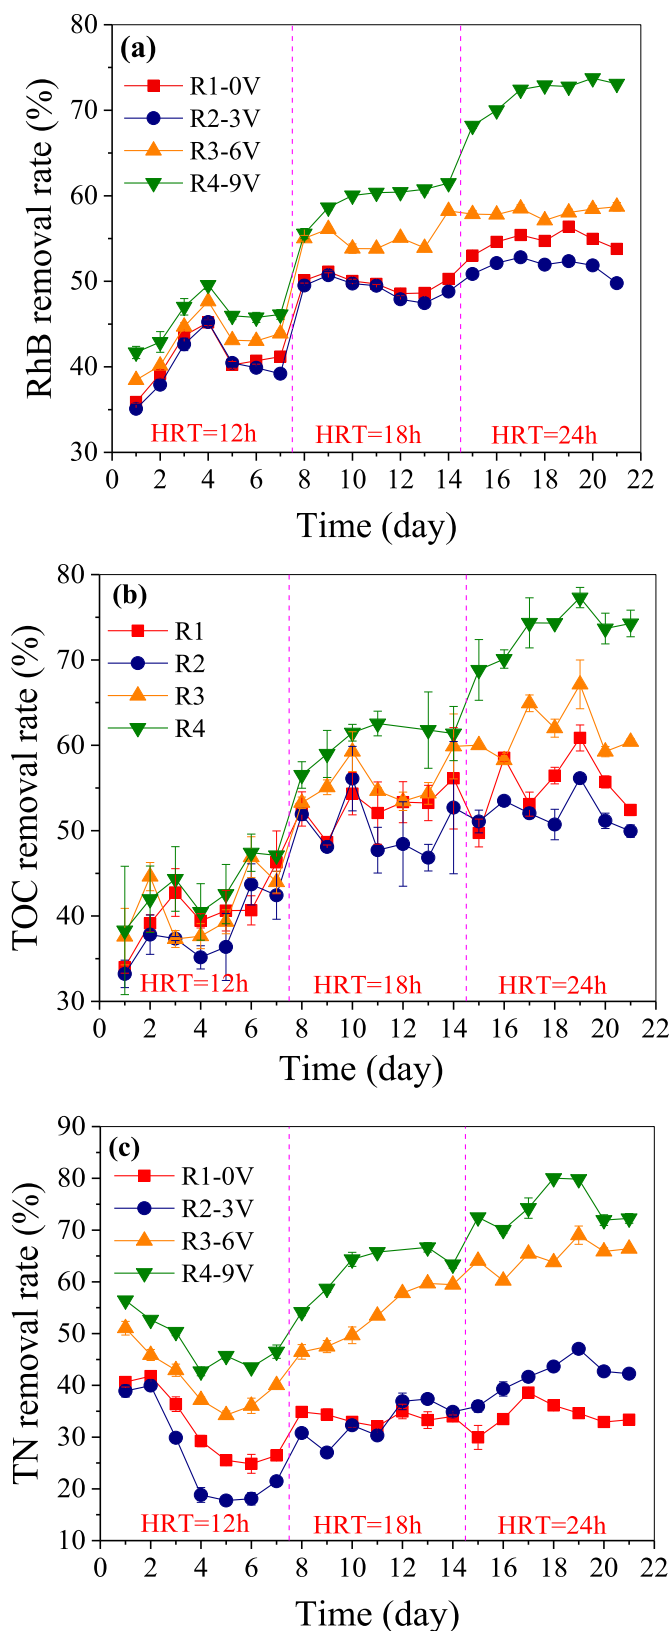 (a)
R1-0V
R2-3V
R3-6V
R4-9V
RhB removal rate (%)
80
70
60
50
40
30
HRT=12h
HRT=18h
HRT=24h
0 2 4 6 8 10 12 14 16 18 20 22
Time (day)
(b)
R1
R2
R3
R4
TOC removal rate (%)
80
70
60
50
40
30
HRT=12h
HRT=18h
HRT=24h
0 2 4 6 8 10 12 14 16 18 20 22
Time (day)
(c)
R1-0V
R2-3V
R3-6V
R4-9V
TN removal rate (%)
90
80
70
60
50
40
30
20
10
HRT=12h
HRT=18h
HRT=24h
0 2 4 6 8 10 12 14 16 18 20 22
Time (day)